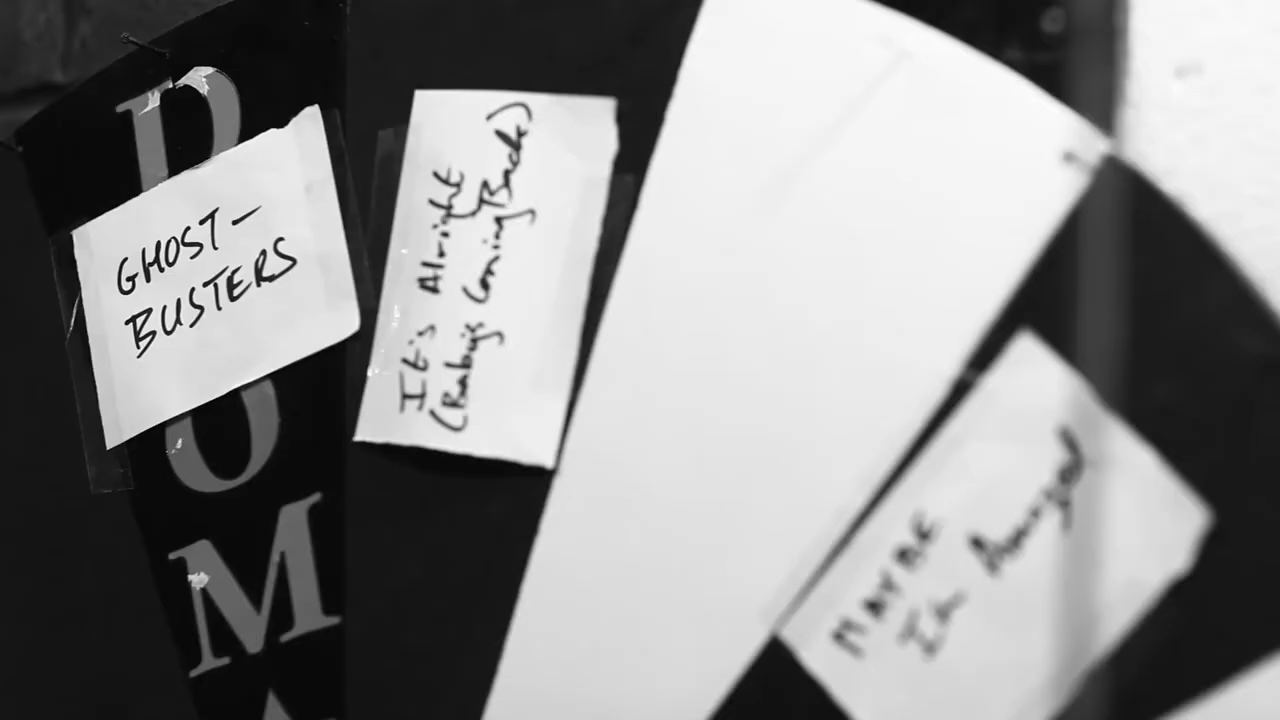 D
O
M
GHOST-
BUSTERS
It's Alright
(Baby's Coming Back)
MAYBE
I'm Amazed